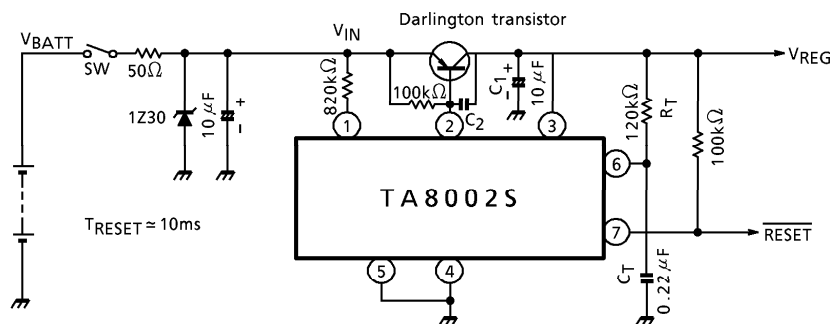 Darlington transistor
VBATT
SW
50Ω
VIN
VREG
1Z30
10μF
+
-
820kΩ
100kΩ
C2
C1
+
-
10μF
120kΩ
RT
100kΩ
1
2
3
6
TA8002S
7
RESET
TRESET≃10ms
5
4
CT
0.22μF